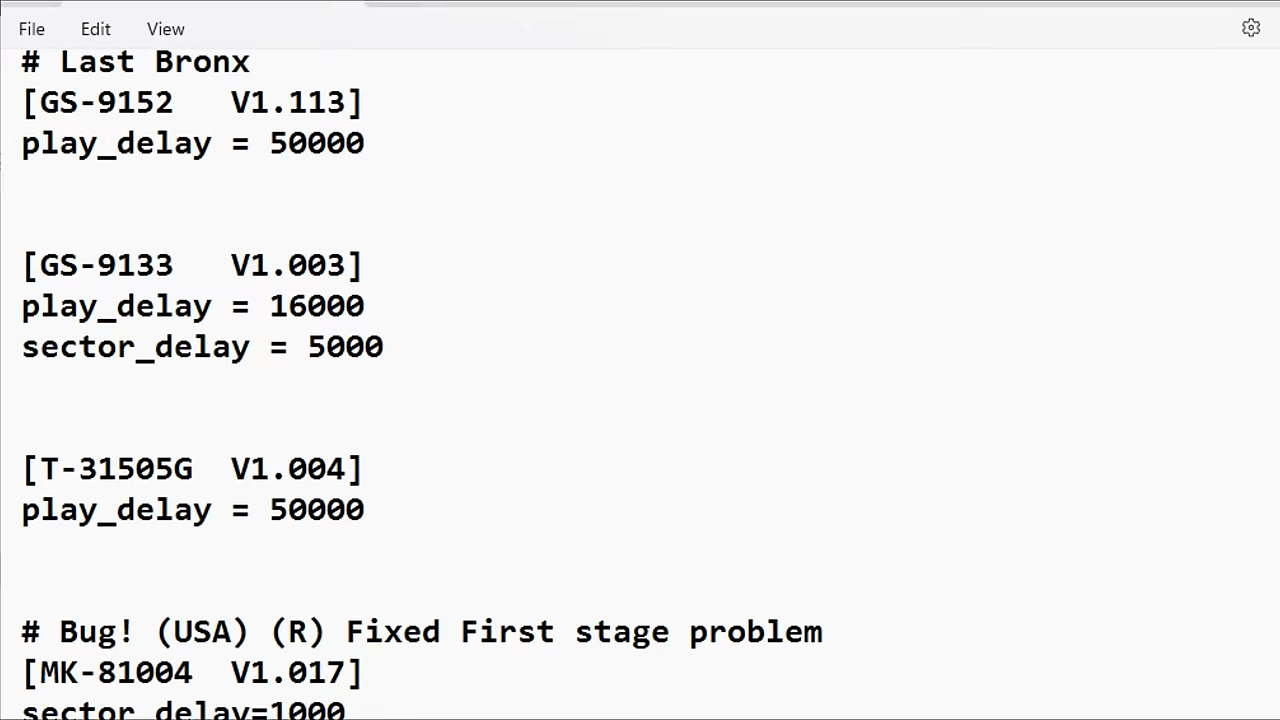 File Edit View
# Last Bronx
[GS-9152   V1.113]
play_delay = 50000
[GS-9133   V1.003]
play_delay = 16000
sector_delay = 5000
[T-31505G  V1.004]
play_delay = 50000
# Bug! (USA) (R) Fixed First stage problem
[MK-81004  V1.017]
sector_delay=1000